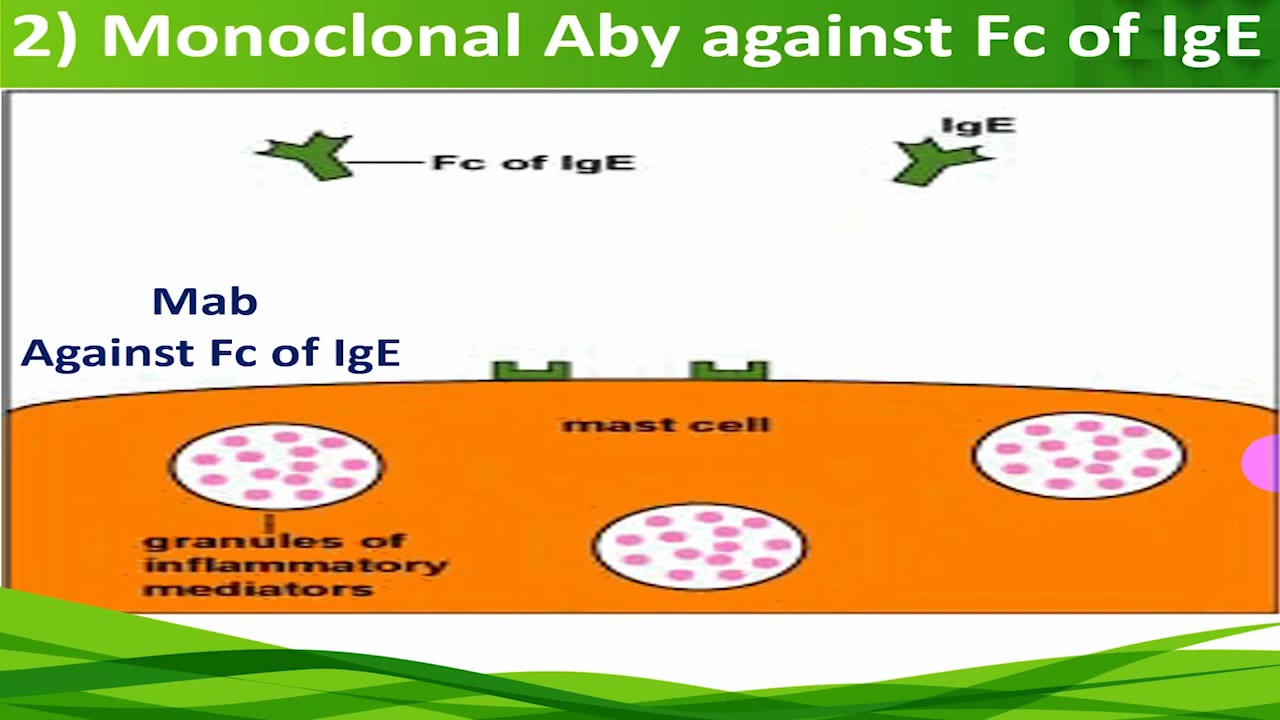 2) Monoclonal Aby against Fc of IgE
IgE
Fc of IgE
Mab
Against Fc of IgE
mast cell
granules of
inflammatory
mediators